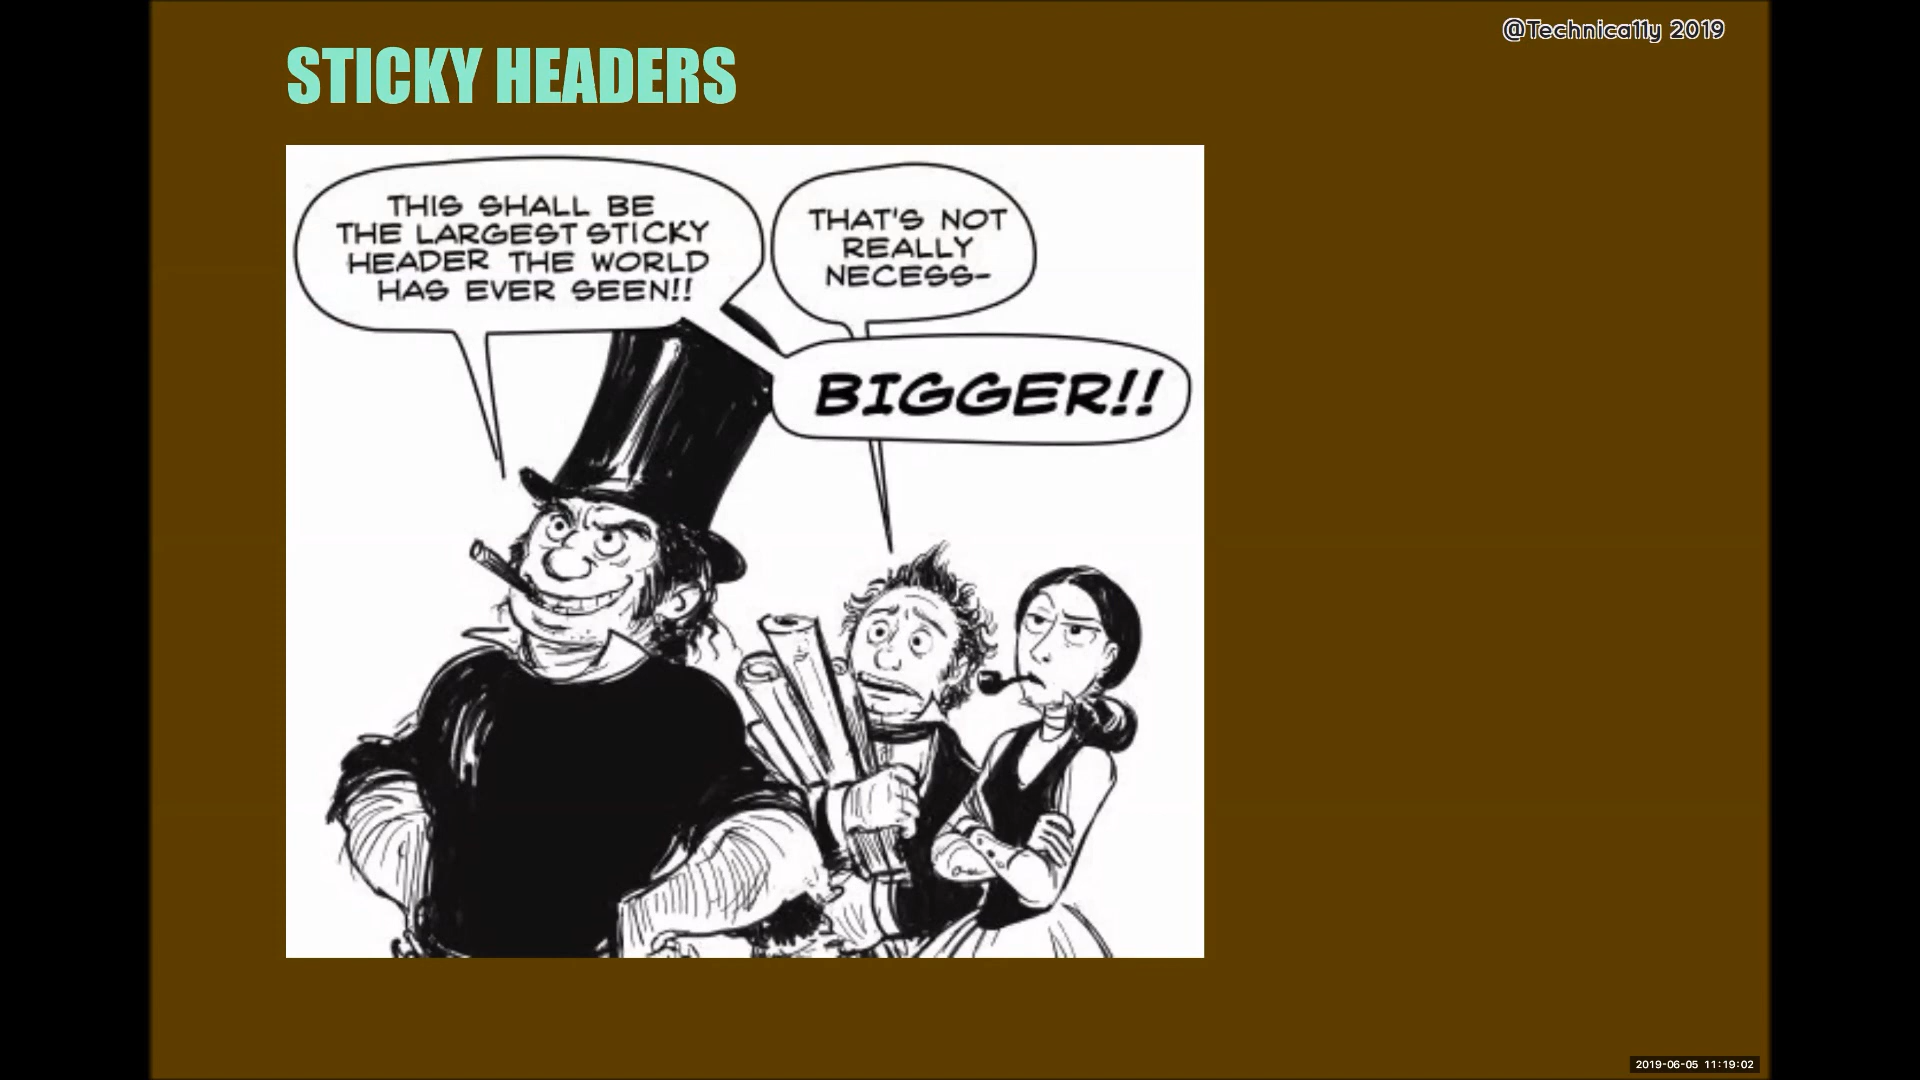 @Technica11y 2019
STICKY HEADERS
THIS SHALL BE
THE LARGEST STICKY
HEADER THE WORLD
HAS EVER SEEN!!
THAT'S NOT
REALLY
NECESS-
BIGGER!!
2019-06-05 11:19:02